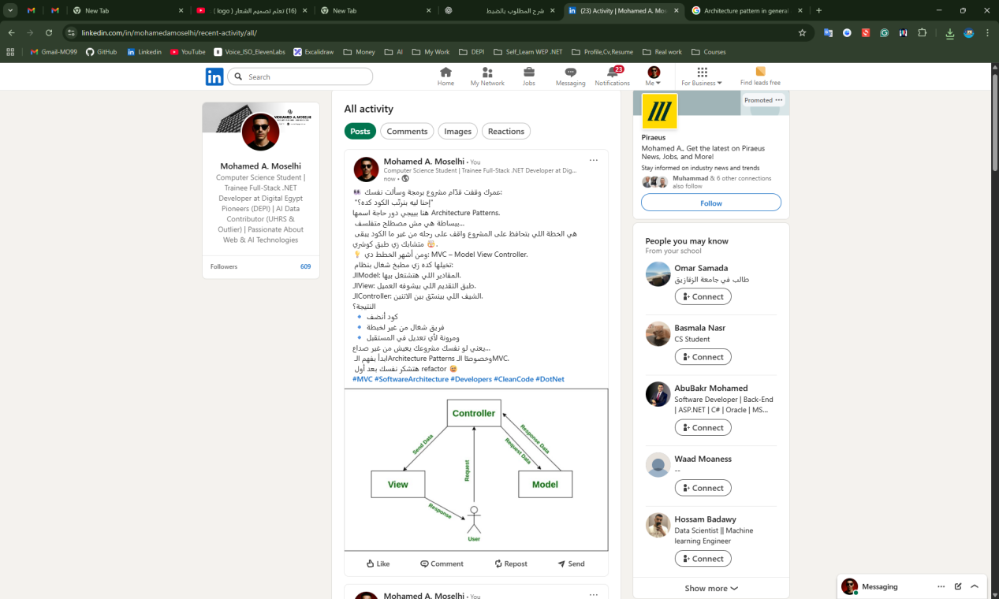 New Tab
(16) تعلم تصميم الشعار ( logo ) .
New Tab
شرح المطلوب بالضبط
(23) Activity | Mohamed A. Mos
Architecture pattern in general
linkedin.com/in/mohamedamoselhi/recent-activity/all/
Gmail-MO99
GitHub
Linkedin
YouTube
Voice_ISO_ElevenLabs
Excalidraw
Money
AI
My Work
DEPI
Self_Learn WEP .NET
Profile,Cv,Resume
Real work
Courses
Search
Home
My Network
Jobs
Messaging
23
Notifications
Me
For Business
Find leads free
MOHAMED A. MOSELHI
Mohamed A. Moselhi
Computer Science Student |
Trainee Full-Stack .NET
Developer at Digital Egypt
Pioneers (DEPI) | AI Data
Contributor (UHRS &
Outlier) | Passionate About
Web & AI Technologies
Followers 609
All activity
Posts
Comments
Images
Reactions
Mohamed A. Moselhi • You
Computer Science Student | Trainee Full-Stack .NET Developer at Dig...
now •
👀 عمرك وقفت قدّام مشروع برمجة وسألت نفسك:
"إحنا ليه بنرتّب الكود كده؟"
هنا بييجي دور حاجة اسمها Architecture Patterns.
ببساطة هي مش مصطلح متفلسف...
هي الخطة اللي بتحافظ على المشروع واقف على رجله من غير ما الكود يبقى
متشابك زي طبق كوشري 🤯.
💡 ومن أشهر الخطط دي: MVC – Model View Controller.
تخيلها كده زي مطبخ شغال بنظام:
الـModel: المقادير اللي هتشتغل بيها.
الـView: طبق التقديم اللي بيشوفه العميل.
الـController: الشيف اللي بينسّق بين الاتنين.
النتيجة؟
🔹 كود أنضف
🔹 فريق شغال من غير لخبطة
🔹 ومرونة لأي تعديل في المستقبل
يعني لو نفسك مشروعك يعيش من غير صداع...
ابدأ بفهم الـArchitecture Patterns وخصوصًا الـMVC.
هتشكر نفسك بعد أول refactor 😅
#MVC #SoftwareArchitecture #Developers #CleanCode #DotNet
Controller
Send Data
Request
Request Data
Response Data
View
Model
Response
User
Like
Comment
Repost
Send
Mohamed A. Moselhi • You
Promoted
Piraeus
Mohamed A., Get the latest on Piraeus
News, Jobs, and More!
Stay informed on industry news and trends
Muhammad & 6 other connections
also follow
Follow
People you may know
From your school
Omar Samada
طالب في جامعة الزقازيق
Connect
Basmala Nasr
CS Student
Connect
AbuBakr Mohamed
Software Developer | Back-End
| ASP.NET | C# | Oracle | MS...
Connect
Waad Moaness
--
Connect
Hossam Badawy
Data Scientist || Machine
learning Engineer
Connect
Show more
Messaging